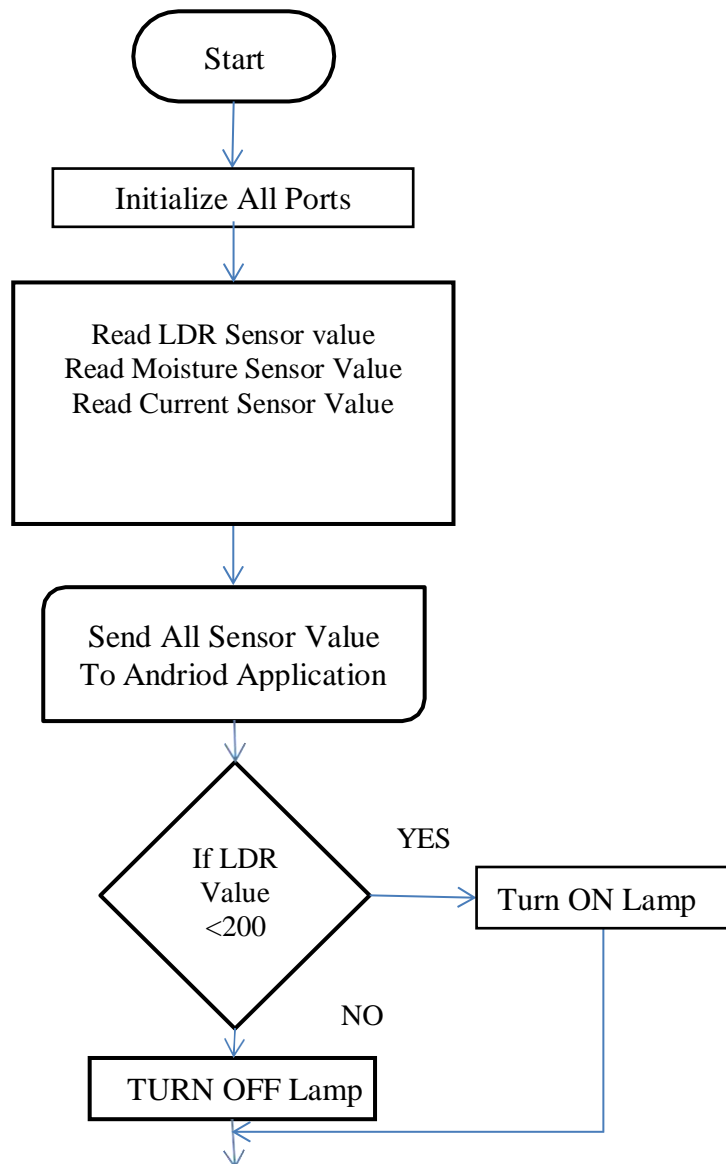 Start
Initialize All Ports
Read LDR Sensor value
Read Moisture Sensor Value
Read Current Sensor Value
Send All Sensor Value
To Andriod Application
If LDR
Value
<200
YES
Turn ON Lamp
NO
TURN OFF Lamp